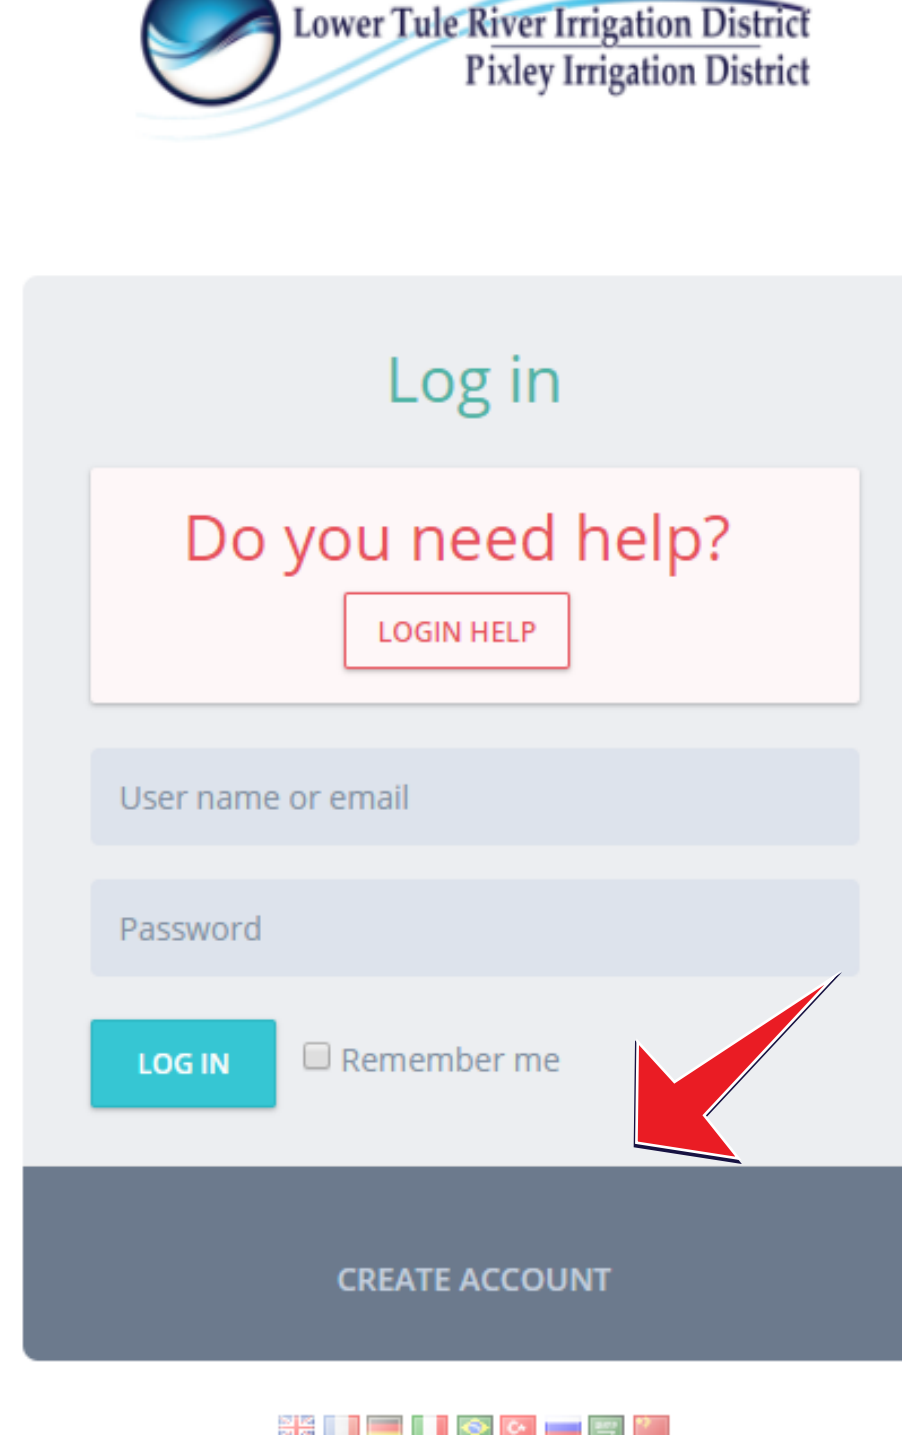 Lower Tule River Irrigation District
Pixley Irrigation District
Log in
Do you need help?
LOGIN HELP
User name or email
Password
LOG IN
Remember me
CREATE ACCOUNT